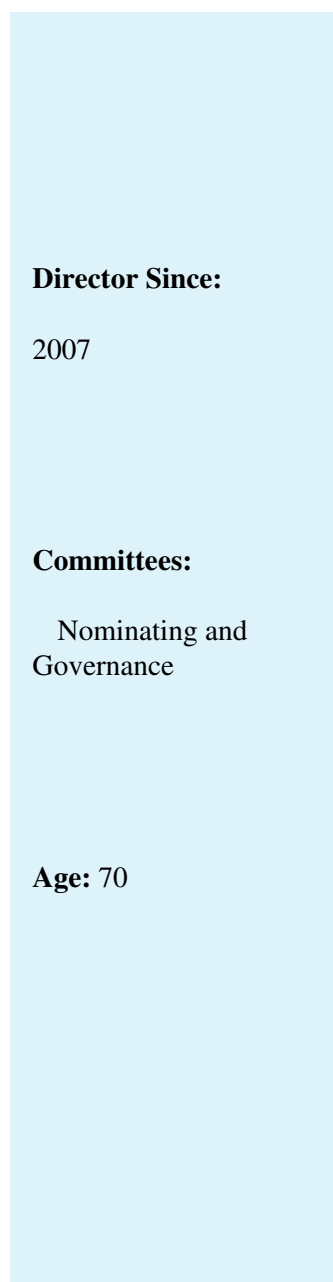 Director Since:
2007
Committees:
Nominating and
Governance
Age: 70